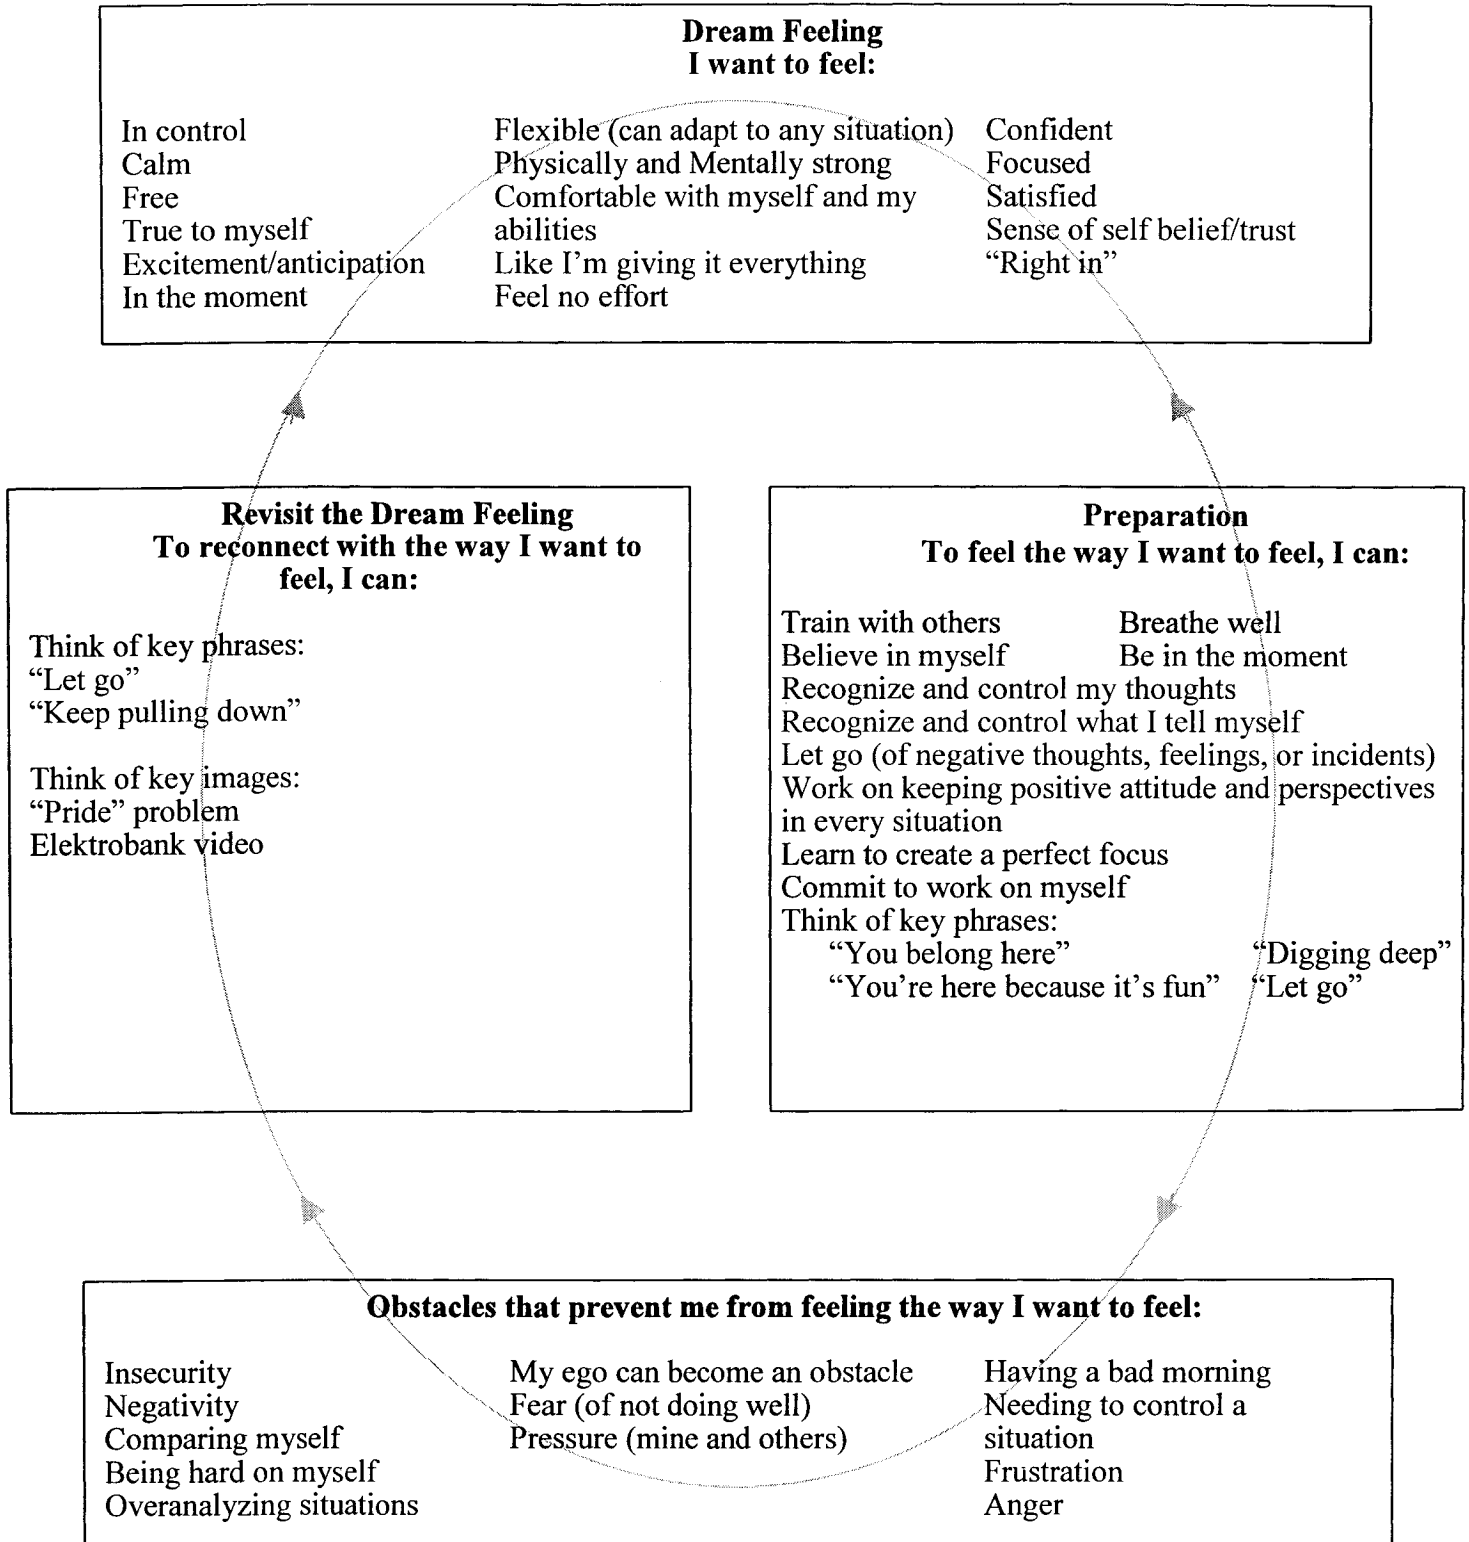 Dream Feeling
I want to feel:
In control
Calm
Free
True to myself
Excitement/anticipation
In the moment
Flexible (can adapt to any situation)
Physically and Mentally strong
Comfortable with myself and my
abilities
Like I'm giving it everything
Feel no effort
Confident
Focused
Satisfied
Sense of self belief/trust
“Right in”
Revisit the Dream Feeling
To reconnect with the way I want to
feel, I can:
Think of key phrases:
“Let go”
“Keep pulling down”
Think of key images:
“Pride” problem
Elektrobank video
Preparation
To feel the way I want to feel, I can:
Train with others Breathe well
Believe in myself Be in the moment
Recognize and control my thoughts
Recognize and control what I tell myself
Let go (of negative thoughts, feelings, or incidents)
Work on keeping positive attitude and perspectives
in every situation
Learn to create a perfect focus
Commit to work on myself
Think of key phrases:
“You belong here” “Digging deep”
“You're here because it's fun” “Let go”
Obstacles that prevent me from feeling the way I want to feel:
Insecurity
Negativity
Comparing myself
Being hard on myself
Overanalyzing situations
My ego can become an obstacle
Fear (of not doing well)
Pressure (mine and others)
Having a bad morning
Needing to control a
situation
Frustration
Anger